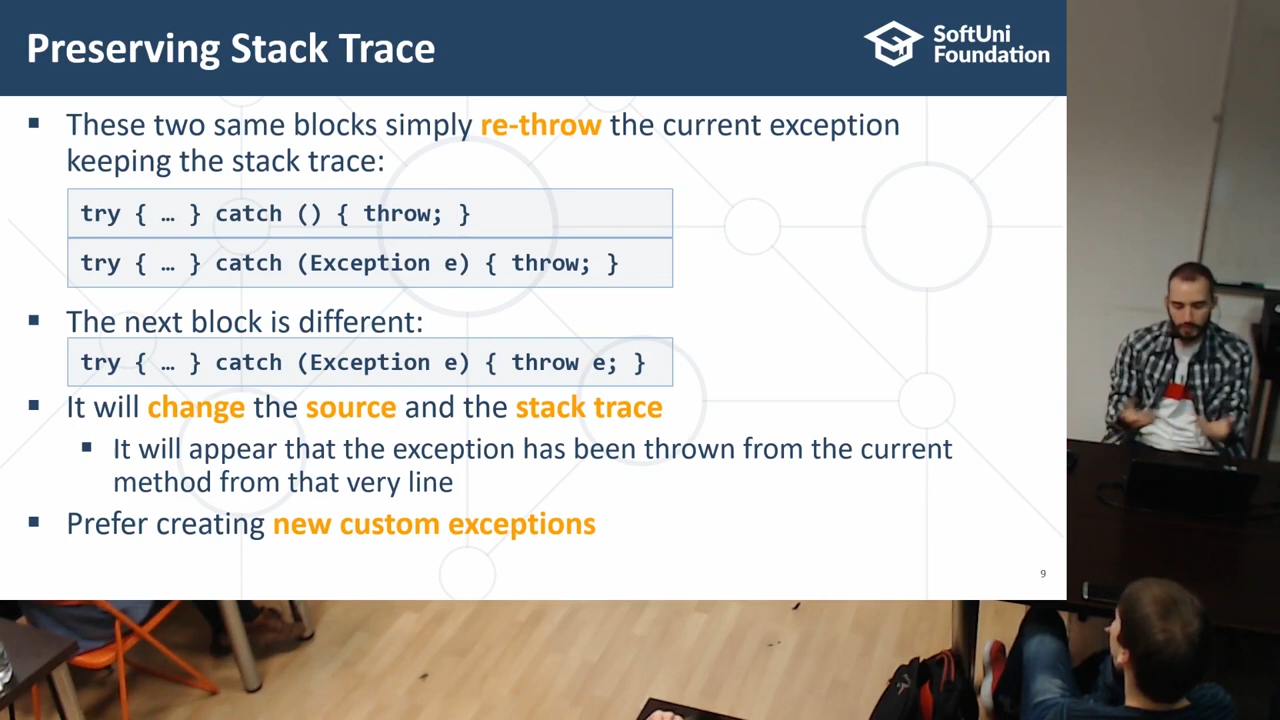 Preserving Stack Trace
SoftUni
Foundation
These two same blocks simply re-throw the current exception
keeping the stack trace:
try { … } catch () { throw; }
try { … } catch (Exception e) { throw; }
The next block is different:
try { … } catch (Exception e) { throw e; }
It will change the source and the stack trace
It will appear that the exception has been thrown from the current
method from that very line
Prefer creating new custom exceptions
9